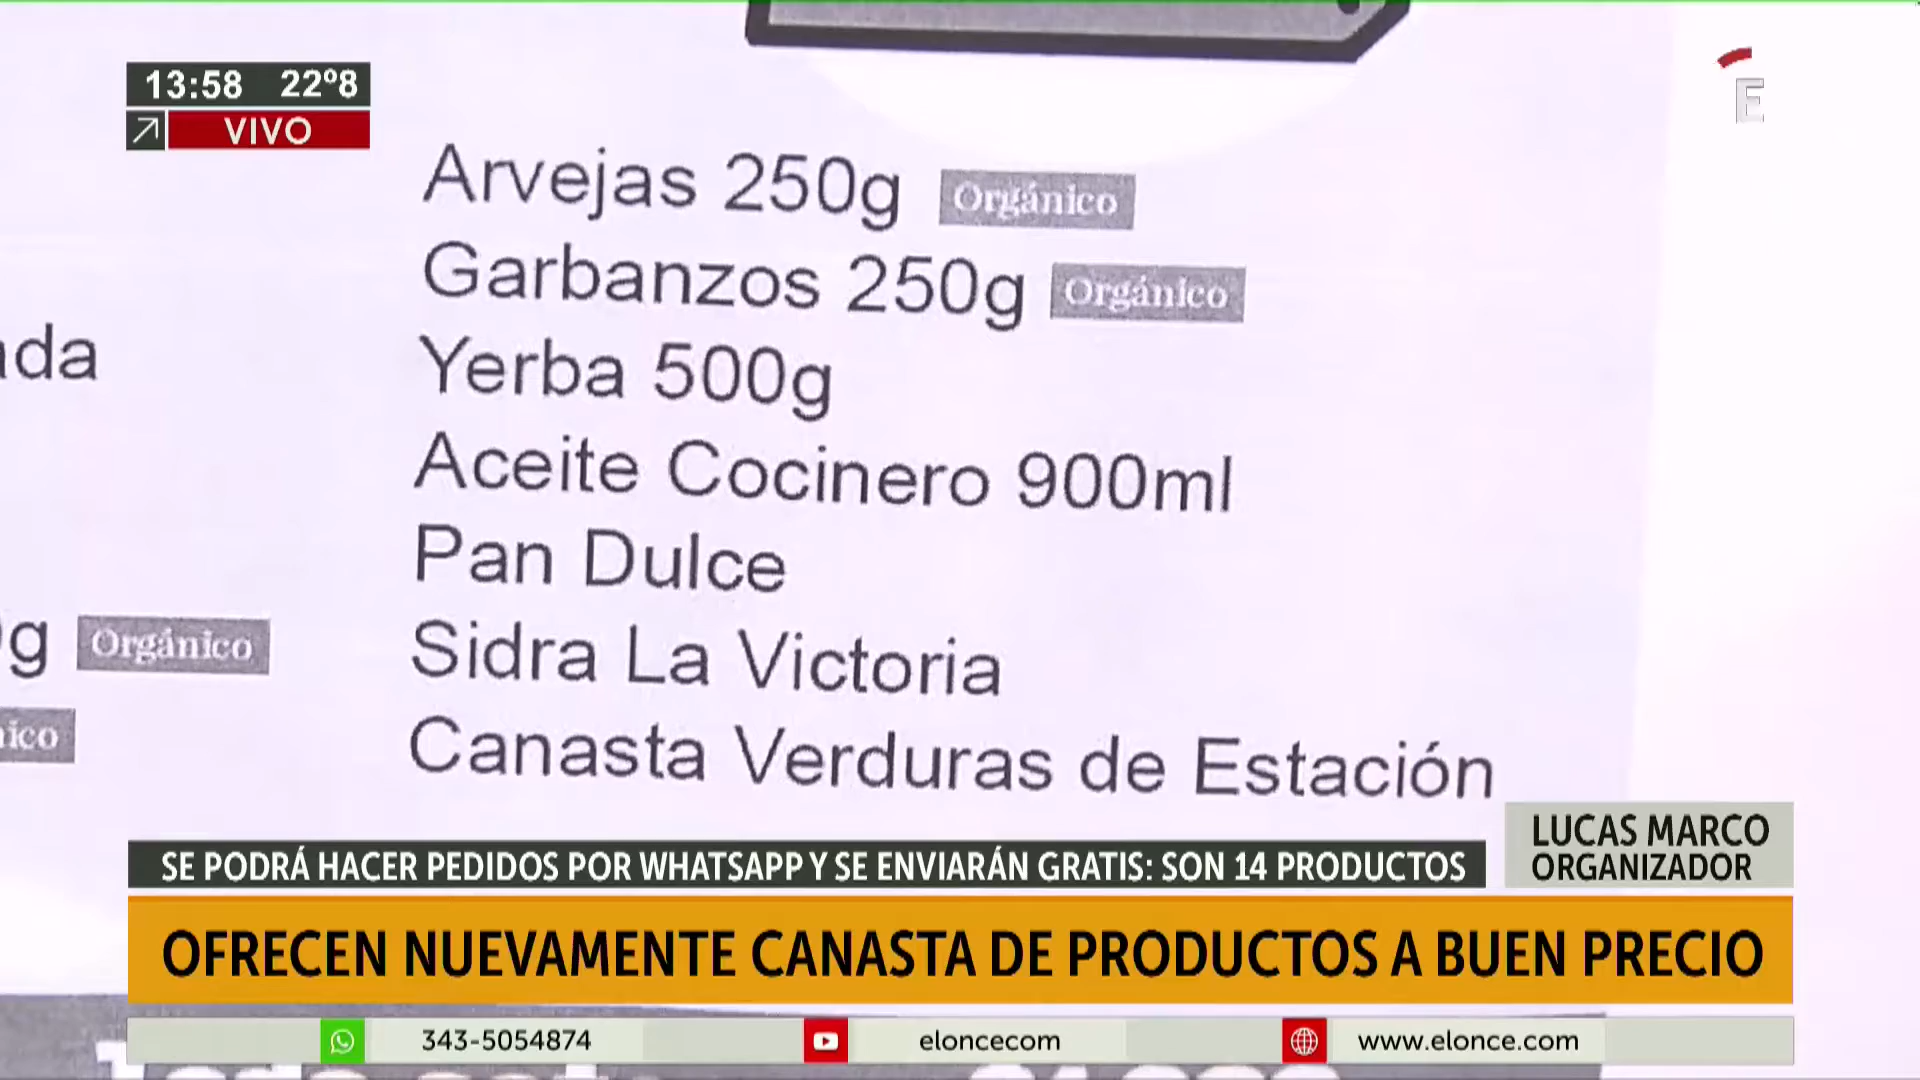 13:58 22º8
VIVO
E
Arvejas 250g Orgánico
Garbanzos 250g Orgánico
Yerba 500g
Aceite Cocinero 900ml
Pan Dulce
Sidra La Victoria
Canasta Verduras de Estación
g Orgánico
LUCAS MARCO
ORGANIZADOR
SE PODRÁ HACER PEDIDOS POR WHATSAPP Y SE ENVIARÁN GRATIS: SON 14 PRODUCTOS
OFRECEN NUEVAMENTE CANASTA DE PRODUCTOS A BUEN PRECIO
343-5054874 eloncecom www.elonce.com